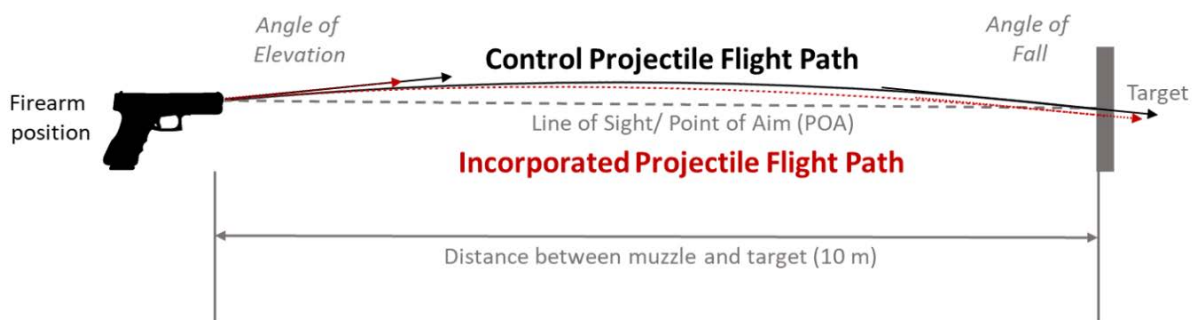 Angle of
Elevation
Control Projectile Flight Path
Angle of
Fall
Firearm
position
Target
Line of Sight/ Point of Aim (POA)
Incorporated Projectile Flight Path
Distance between muzzle and target (10 m)